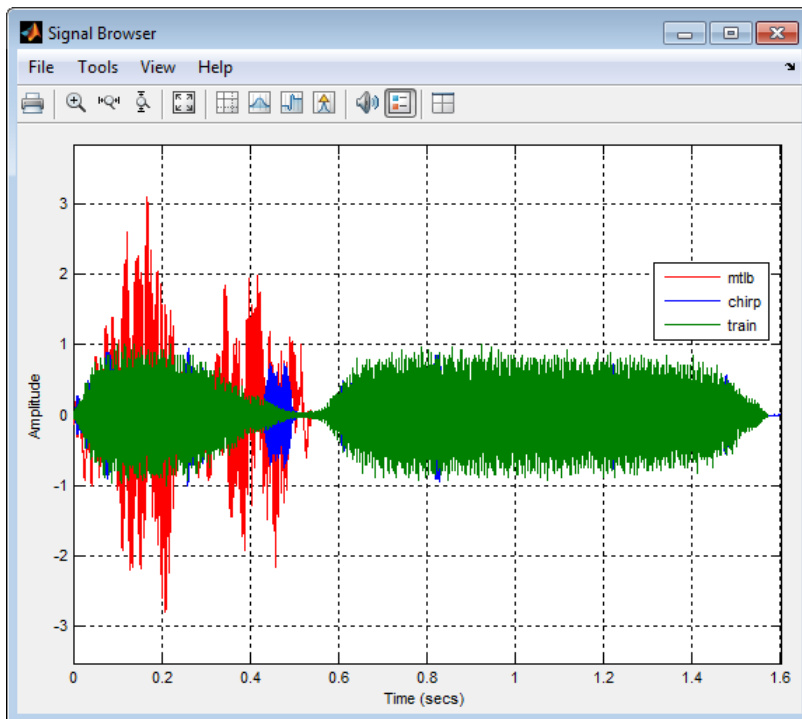 Signal Browser
File Tools View Help
3
2
1
0
-1
-2
-3
Amplitude
mtlb
chirp
train
0 0.2 0.4 0.6 0.8 1 1.2 1.4 1.6
Time (secs)